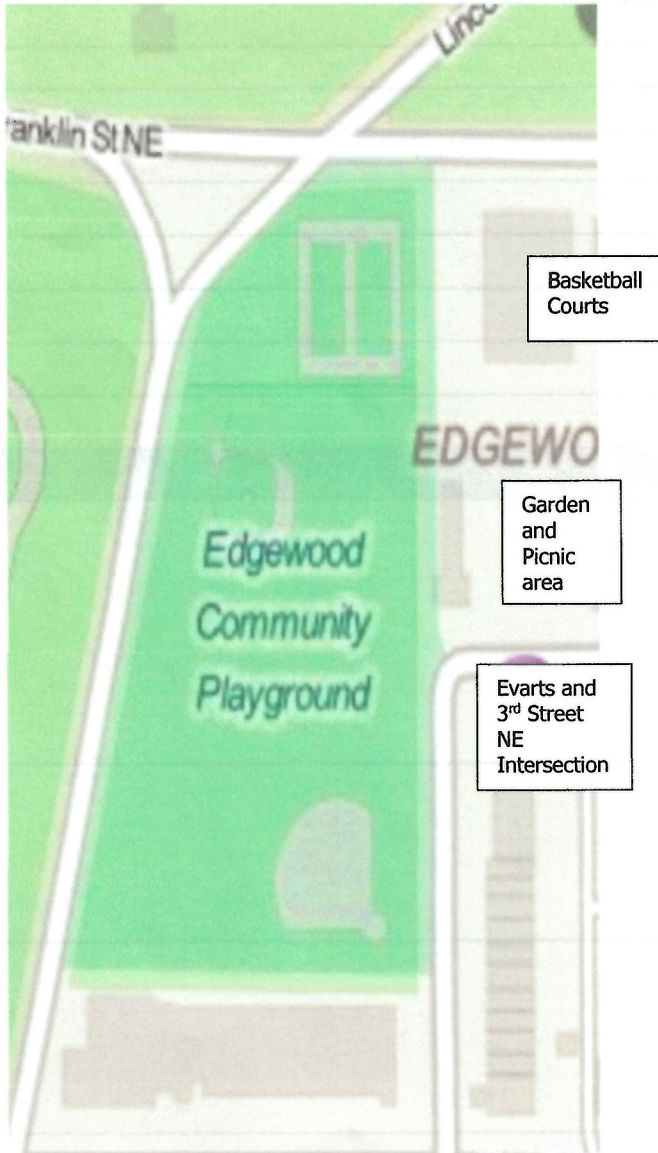 Linco
ranklin St NE
Basketball
Courts
EDGEWO
Garden
and
Picnic
area
Edgewood
Community
Playground
Evarts and
3rd Street
NE
Intersection